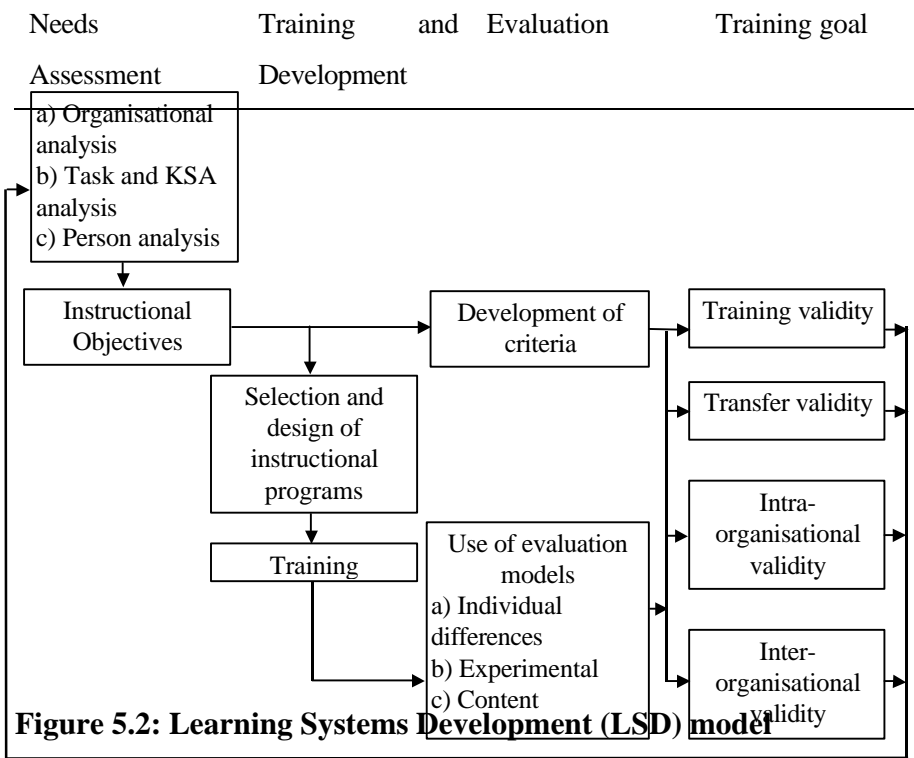 Needs Training and Evaluation Training goal
Assessment Development
a) Organisational
analysis
b) Task and KSA
analysis
c) Person analysis
Instructional
Objectives
Development of
criteria
Training validity
Selection and
design of
instructional
programs
Transfer validity
Training
Use of evaluation
models
a) Individual
differences
b) Experimental
c) Content
Intra-
organisational
validity
Inter-
organisational
validity
Figure 5.2: Learning Systems Development (LSD) model